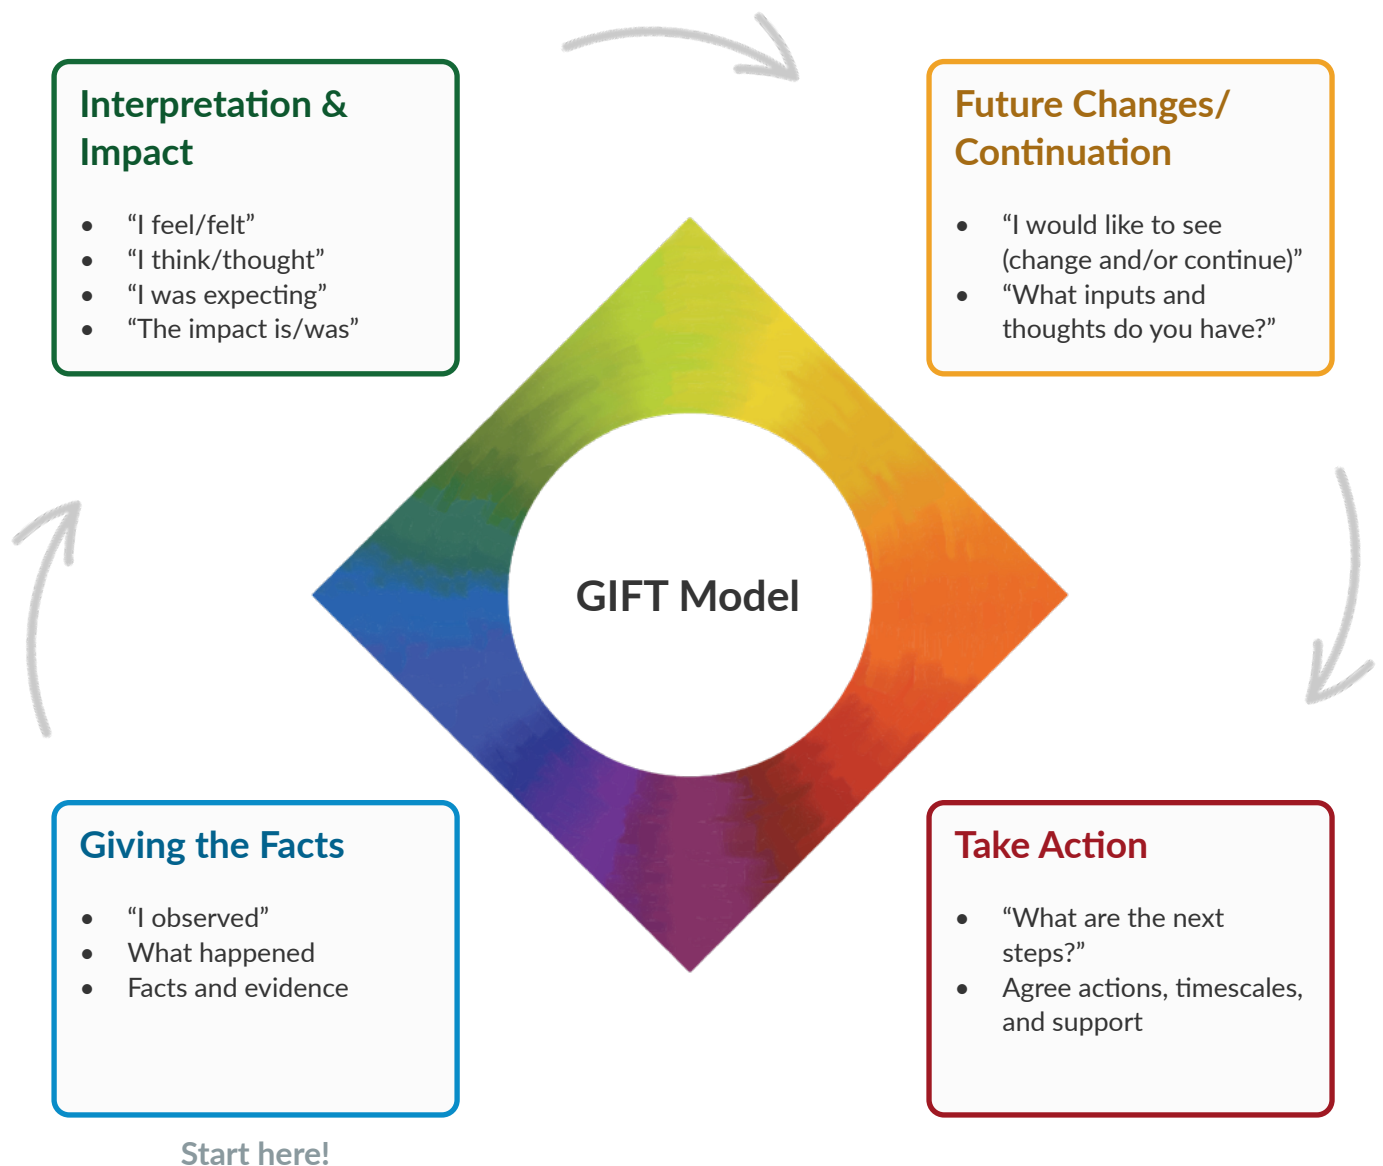 Interpretation &
Impact
• “I feel/felt”
• “I think/thought”
• “I was expecting”
• “The impact is/was”
Future Changes/
Continuation
• “I would like to see
(change and/or continue)”
• “What inputs and
thoughts do you have?”
GIFT Model
Giving the Facts
• “I observed”
• What happened
• Facts and evidence
Start here!
Take Action
• “What are the next
steps?”
• Agree actions, timescales,
and support